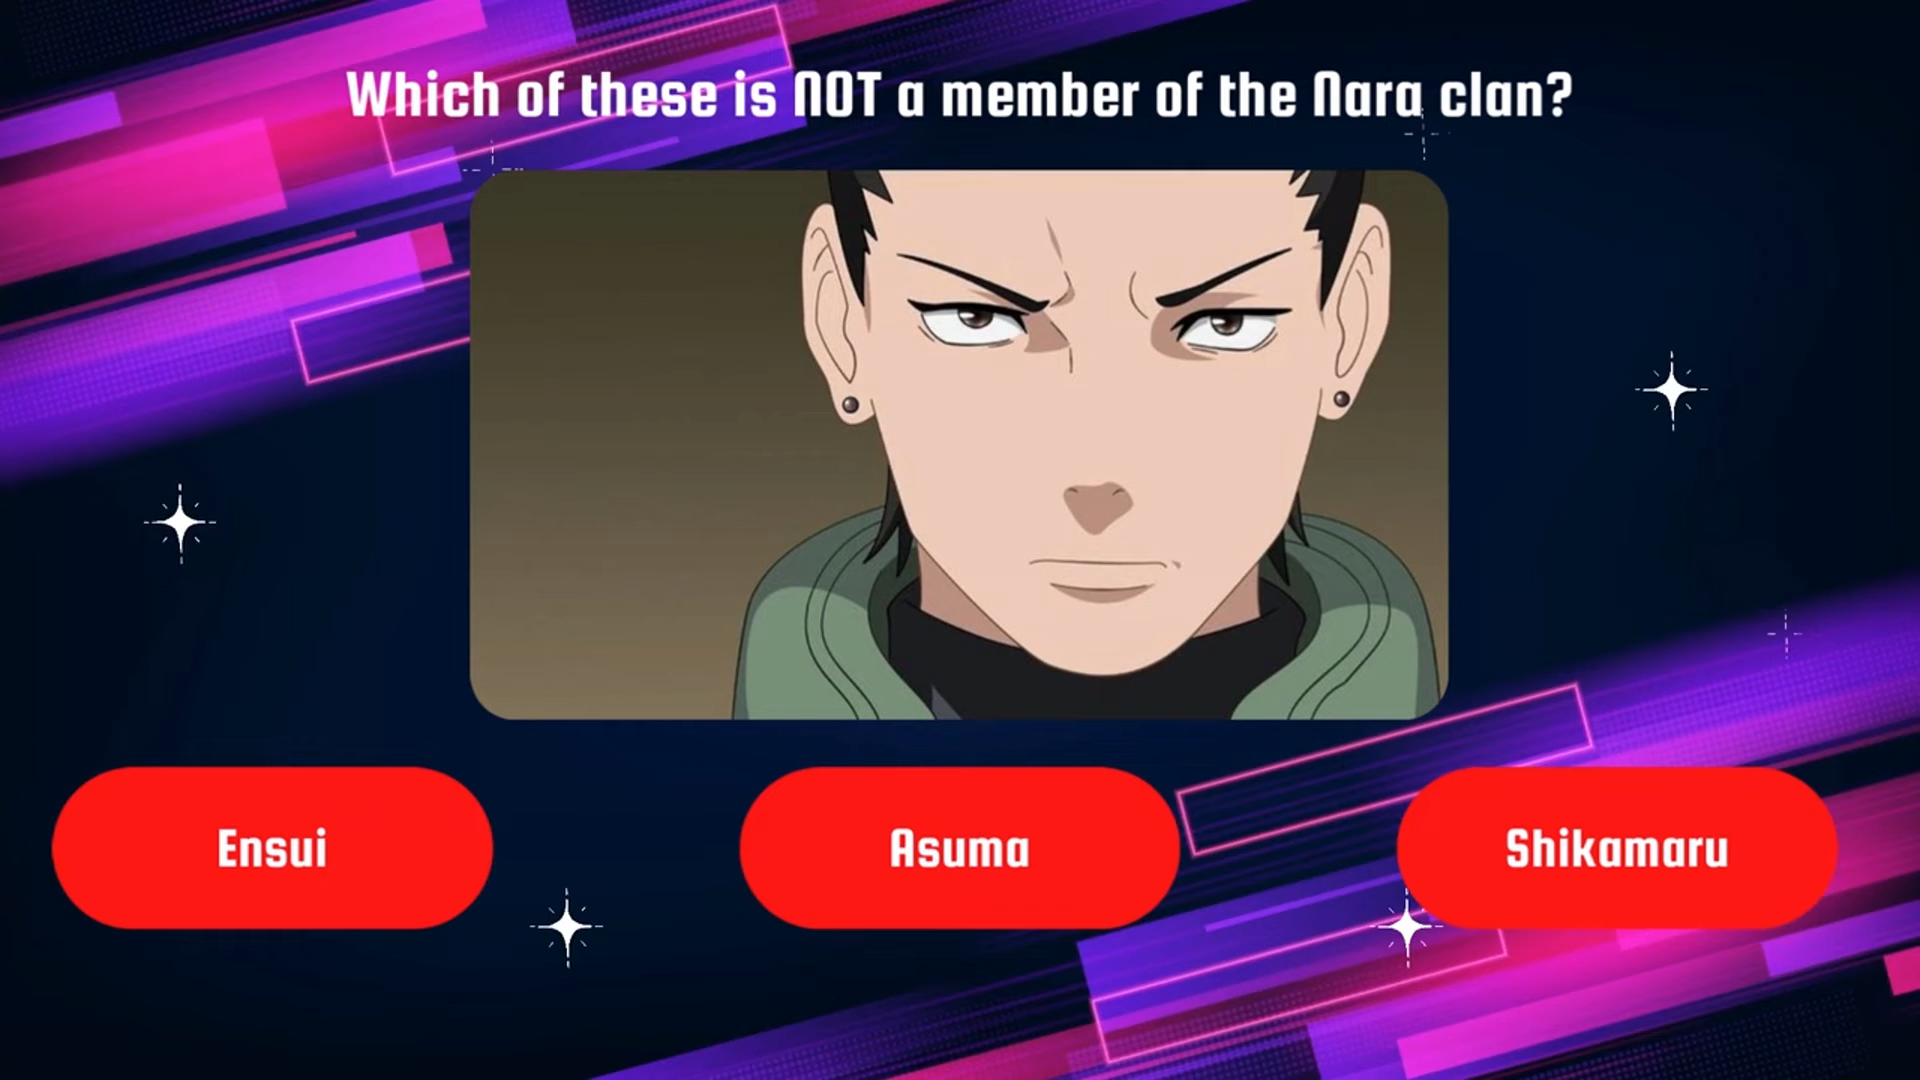 Which of these is NOT a member of the Nara clan?
Ensui
Asuma
Shikamaru